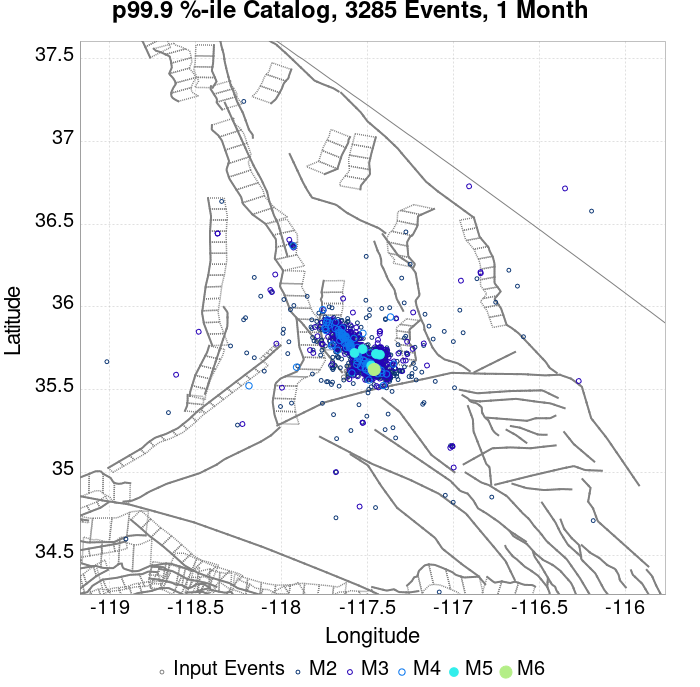 p99.9 %-ile Catalog, 3285 Events, 1 Month
37.5
37
36.5
36
35.5
35
34.5
Latitude
-119 -118.5 -118 -117.5 -117 -116.5 -116
Longitude
Input Events M2 M3 M4 M5 M6